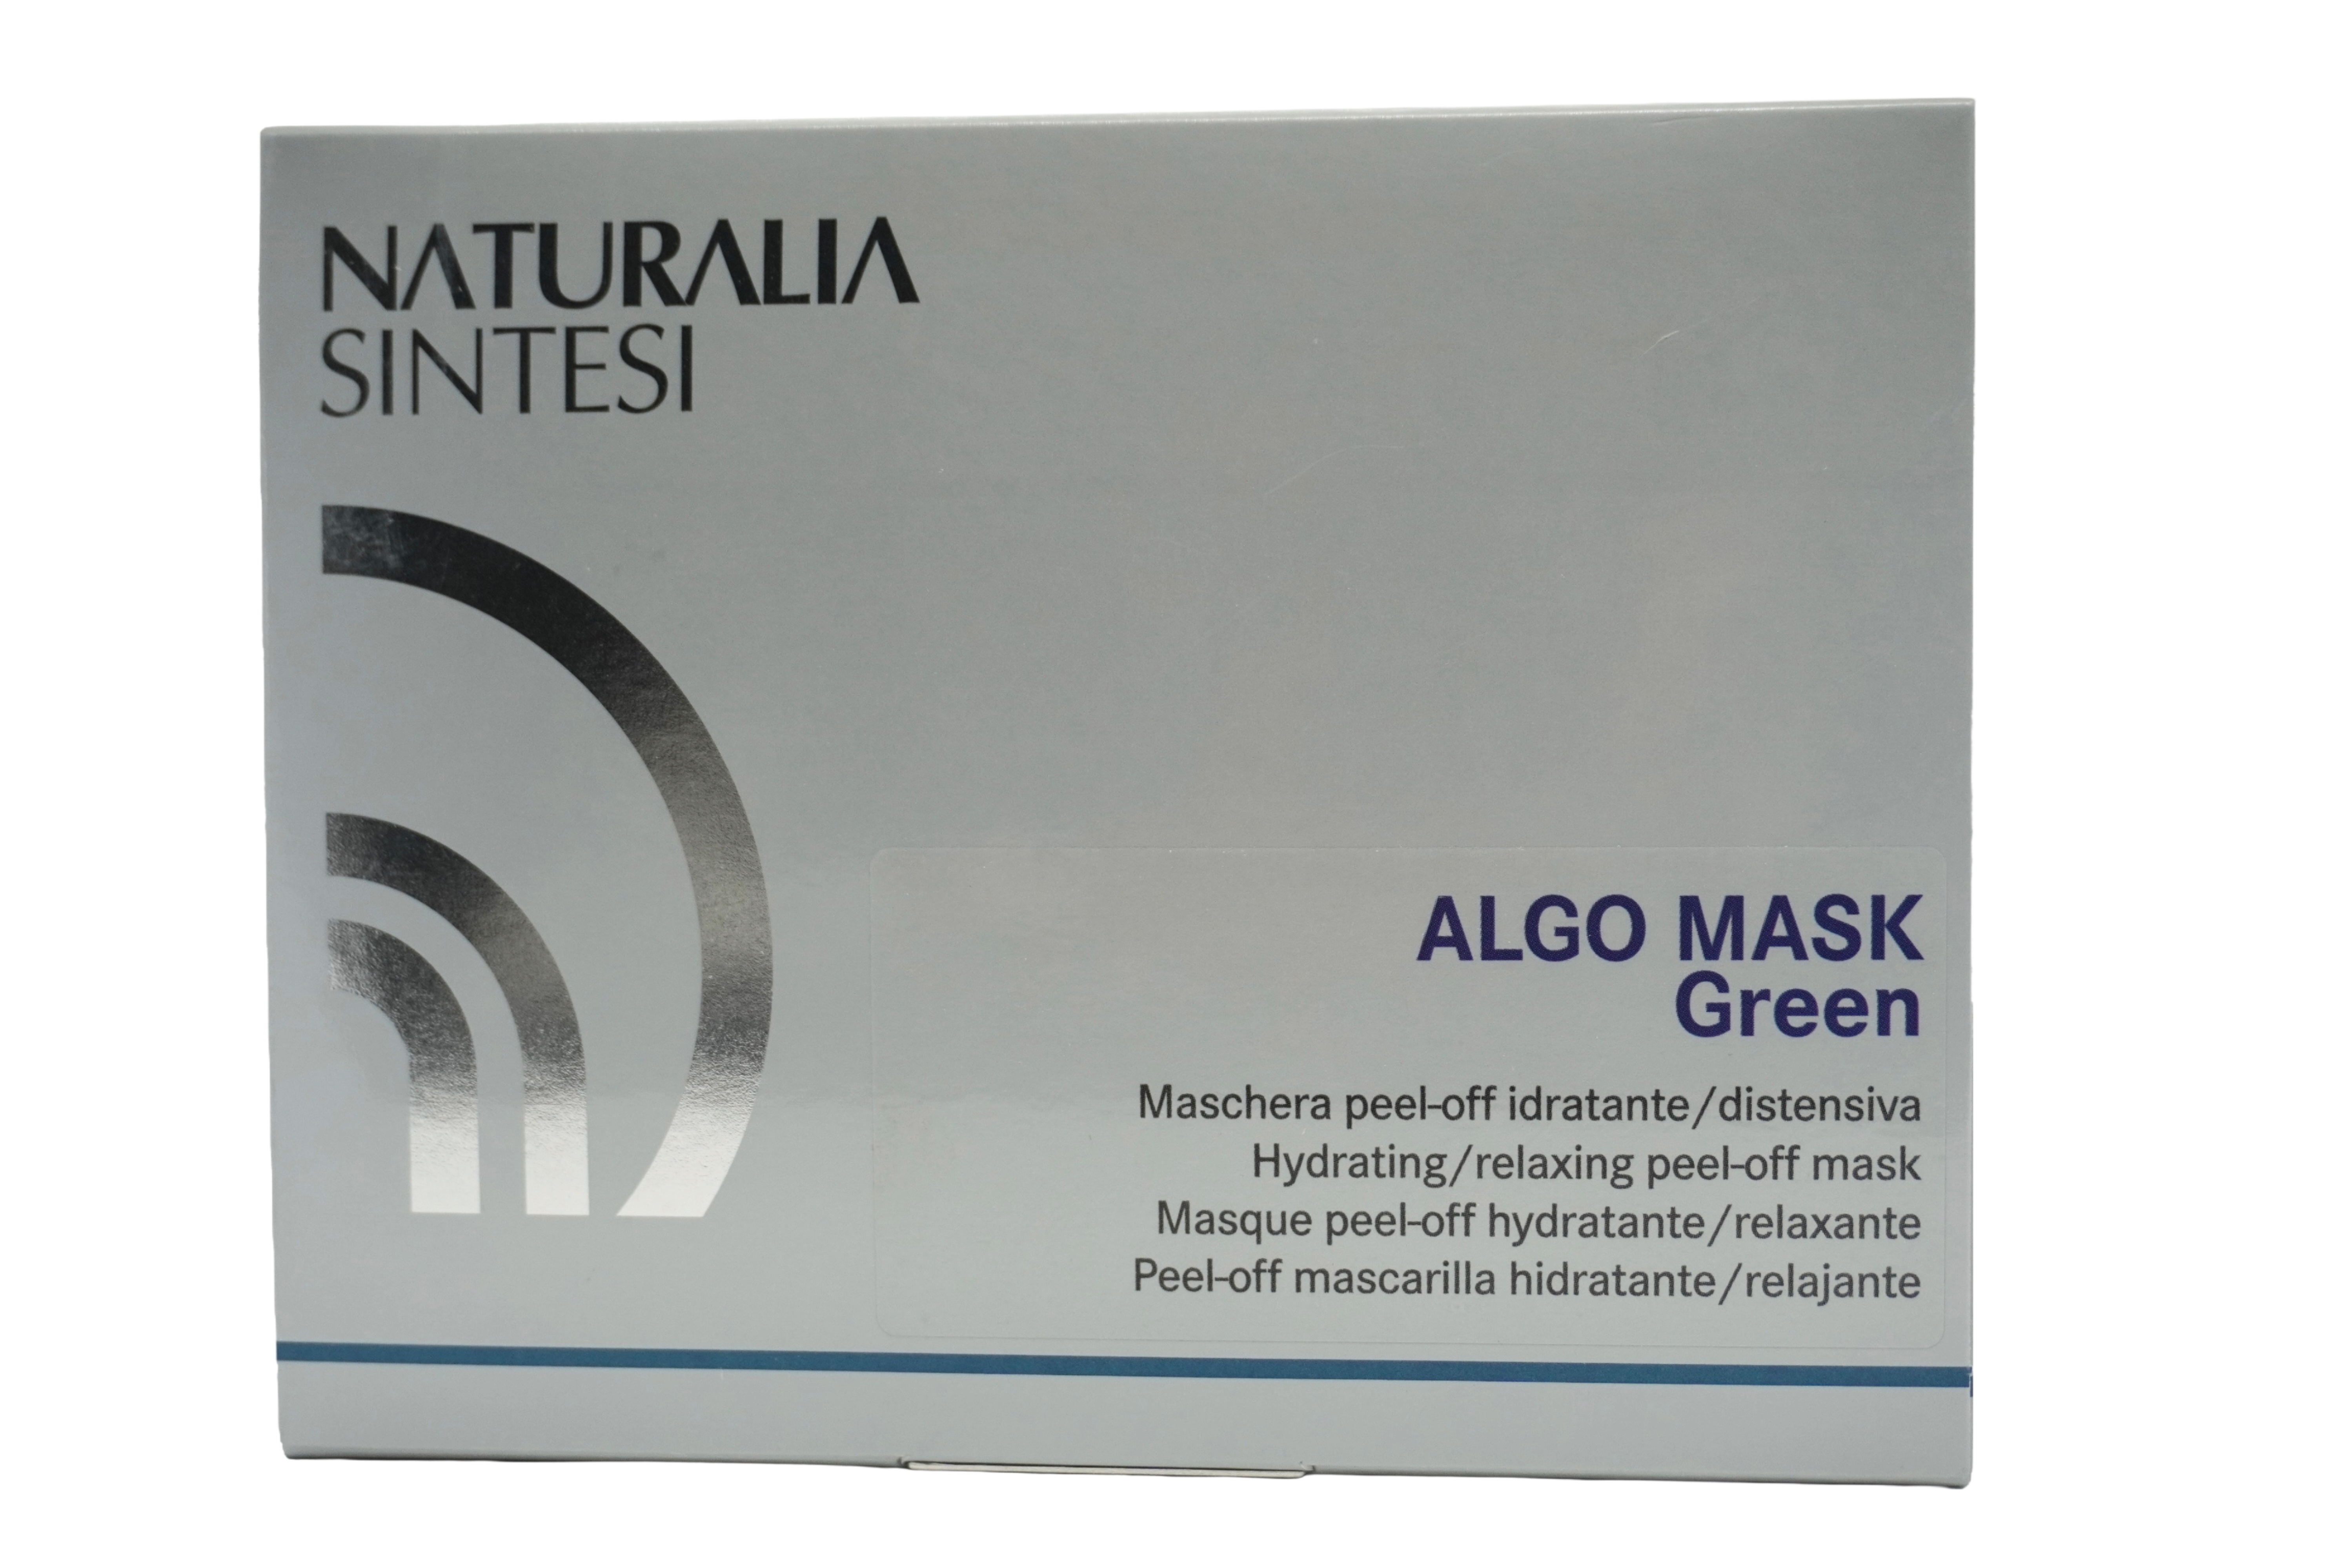 NATURALIA
SINTESI
ALGO MASK
Green
Maschera peel-off idratante/distensiva
Hydrating/relaxing peel-off mask
Masque peel-off hydratante/relaxante
Peel-off mascarilla hidratante/relajante